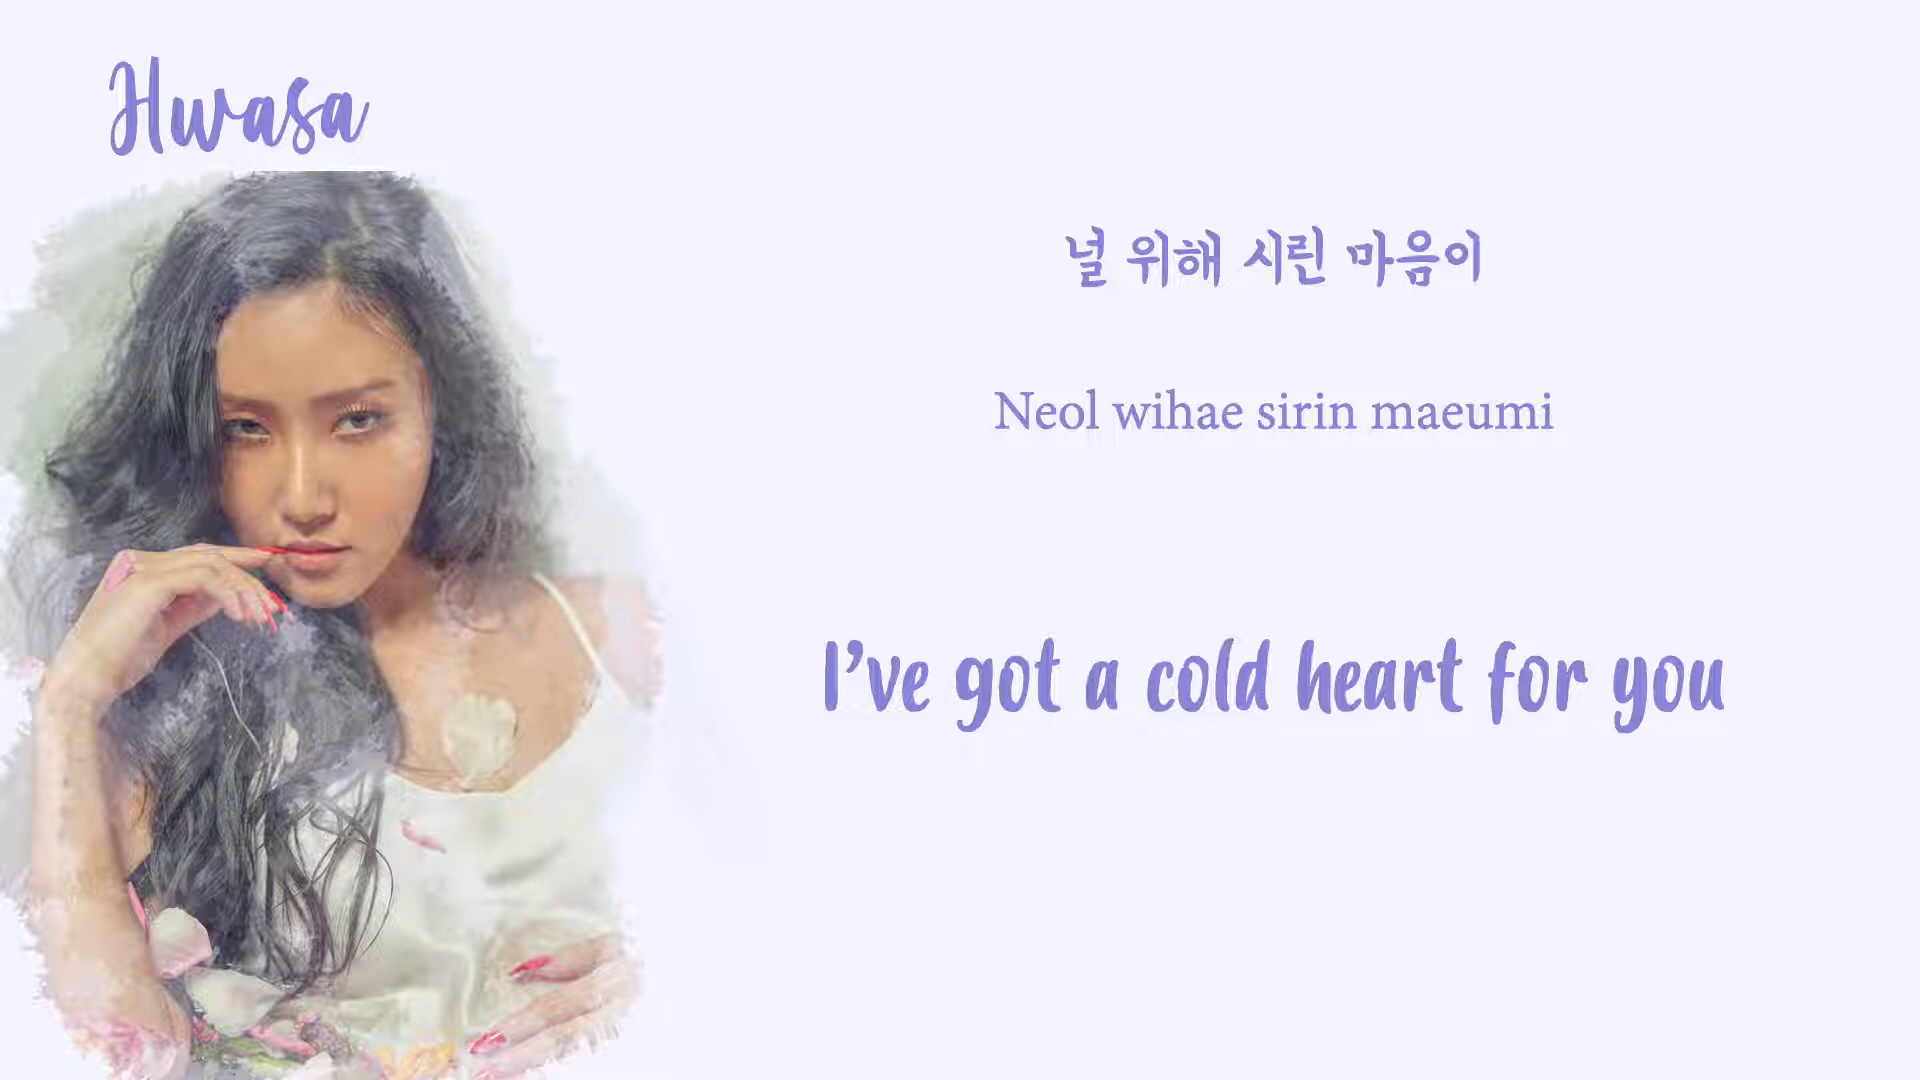 Hwasa
널 위해 시린 마음이
Neol wihae sirin maeumi
I've got a cold heart for you